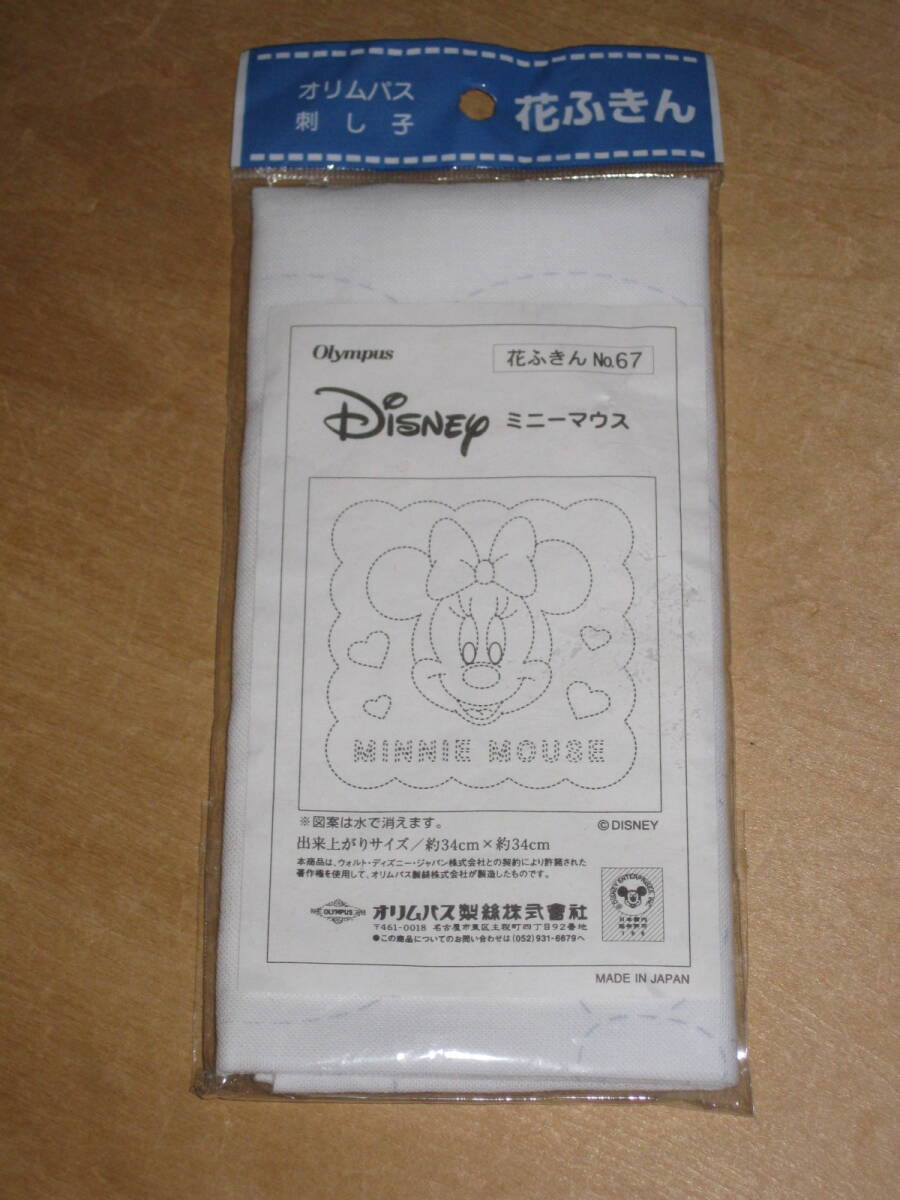 オリムパス
刺し子
花ふきん
Olympus
花ふきん No.67
Disney ミニーマウス
MINNIE MOUSE
※図案は水で消えます。
©DISNEY
出来上がりサイズ／約34cm×約34cm
本商品は、ウォルト・ディズニー・ジャパン株式会社との契約により許諾された
著作権を使用して、オリムパス製絲株式会社が製造したものです。
OLYMPUS オリムパス製絲株式會社
〒461-0018 名古屋市東区主税町四丁目92番地
●この商品についてのお問い合わせは(052)931-6679へ
MADE IN JAPAN